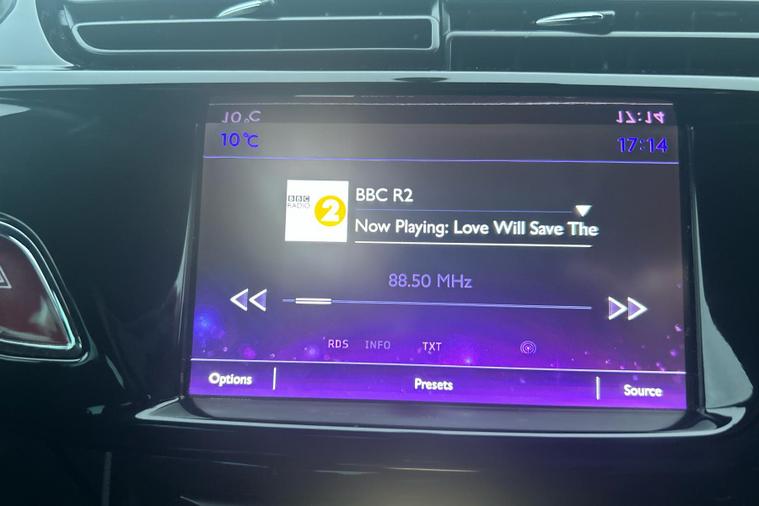 10°C 17:14
10°C 17:14
BBC RADIO 2
BBC R2
Now Playing: Love Will Save The
88.50 MHz
RDS INFO TXT
Options Presets Source